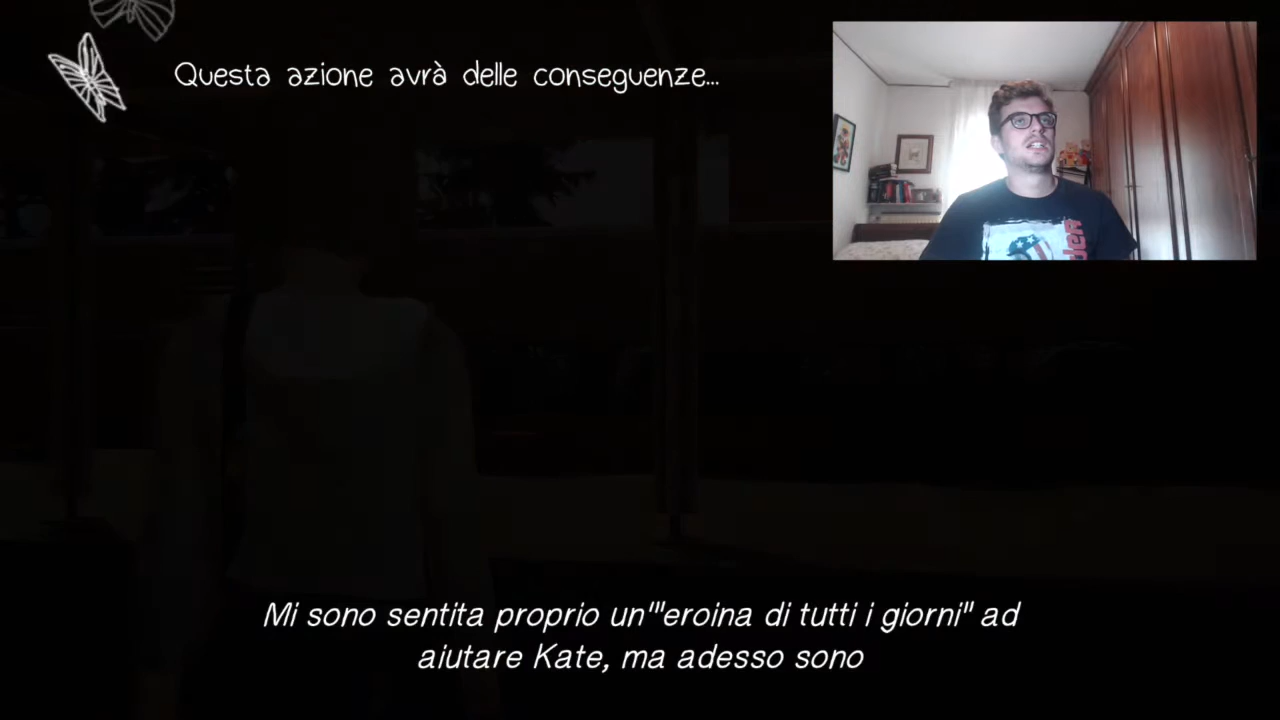 Questa azione avrà delle conseguenze...
Mi sono sentita proprio un'"eroina di tutti i giorni" ad
aiutare Kate, ma adesso sono